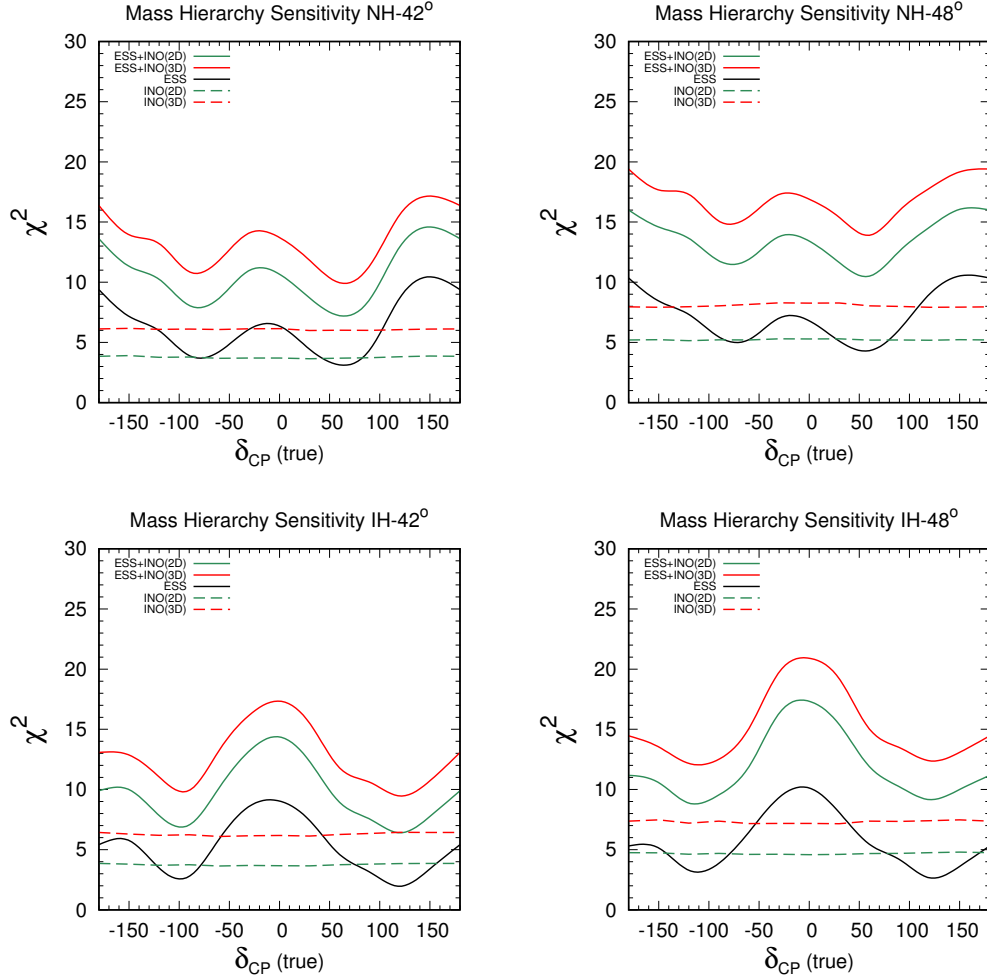 Mass Hierarchy Sensitivity NH-42°
30
25
20
15
10
5
0
χ²
ESS+INO(2D)
ESS+INO(3D)
ESS
INO(2D)
INO(3D)
-150 -100 -50 0 50 100 150
δCP (true)
Mass Hierarchy Sensitivity NH-48°
30
25
20
15
10
5
0
χ²
ESS+INO(2D)
ESS+INO(3D)
ESS
INO(2D)
INO(3D)
-150 -100 -50 0 50 100 150
δCP (true)
Mass Hierarchy Sensitivity IH-42°
30
25
20
15
10
5
0
χ²
ESS+INO(2D)
ESS+INO(3D)
ESS
INO(2D)
INO(3D)
-150 -100 -50 0 50 100 150
δCP (true)
Mass Hierarchy Sensitivity IH-48°
30
25
20
15
10
5
0
χ²
ESS+INO(2D)
ESS+INO(3D)
ESS
INO(2D)
INO(3D)
-150 -100 -50 0 50 100 150
δCP (true)